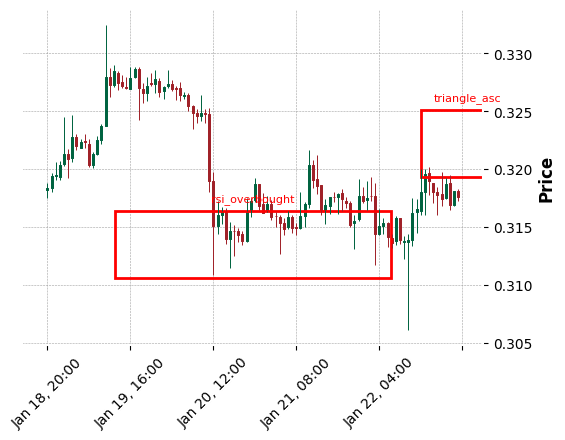 0.330
triangle_asc
0.325
0.320
rsi_overbought
0.315
0.310
0.305
Price
Jan 18, 20:00
Jan 19, 16:00
Jan 20, 12:00
Jan 21, 08:00
Jan 22, 04:00